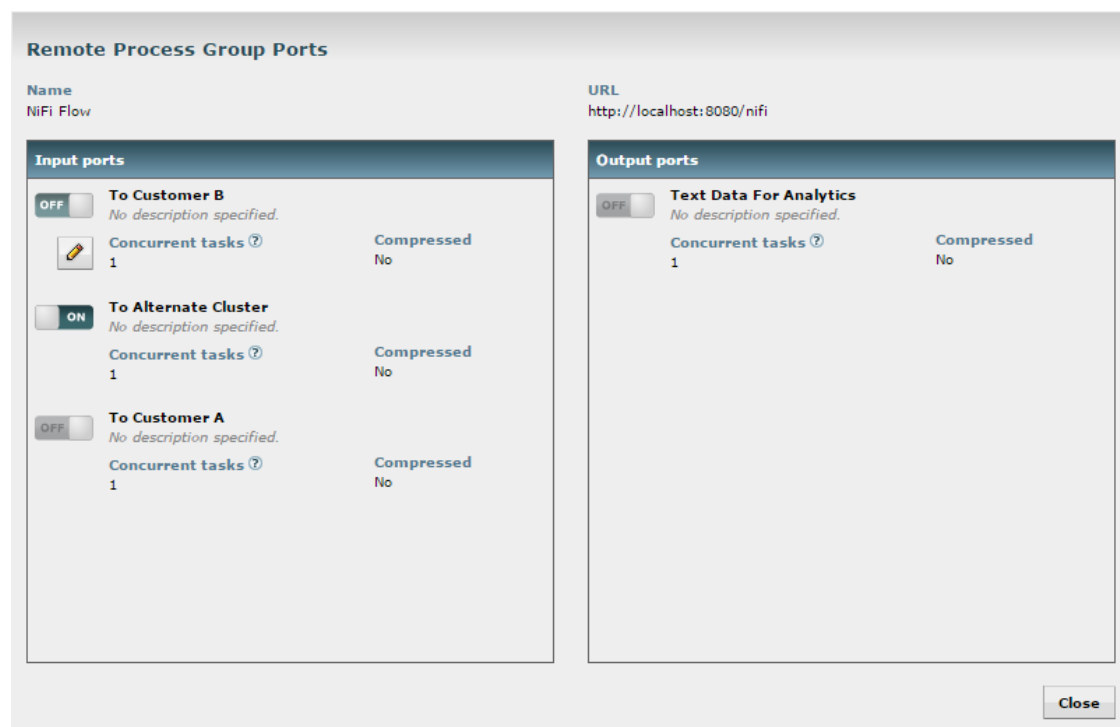 Remote Process Group Ports
Name
NiFi Flow
URL
http://localhost:8080/nifi
Input ports
OFF
To Customer B
No description specified.
Concurrent tasks ?
1
Compressed
No
ON
To Alternate Cluster
No description specified.
Concurrent tasks ?
1
Compressed
No
OFF
To Customer A
No description specified.
Concurrent tasks ?
1
Compressed
No
Output ports
OFF
Text Data For Analytics
No description specified.
Concurrent tasks ?
1
Compressed
No
Close